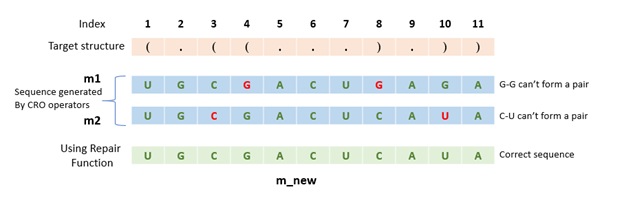 Index 1 2 3 4 5 6 7 8 9 10 11
Target structure ( . ( ( . . . ) . ) )
m1 U G C G A C U G A G A G-G can't form a pair
Sequence generated
By CRO operators
m2 U G C G A C U C A U A C-U can't form a pair
Using Repair
Function
U G C G A C U C A U A Correct sequence
m_new